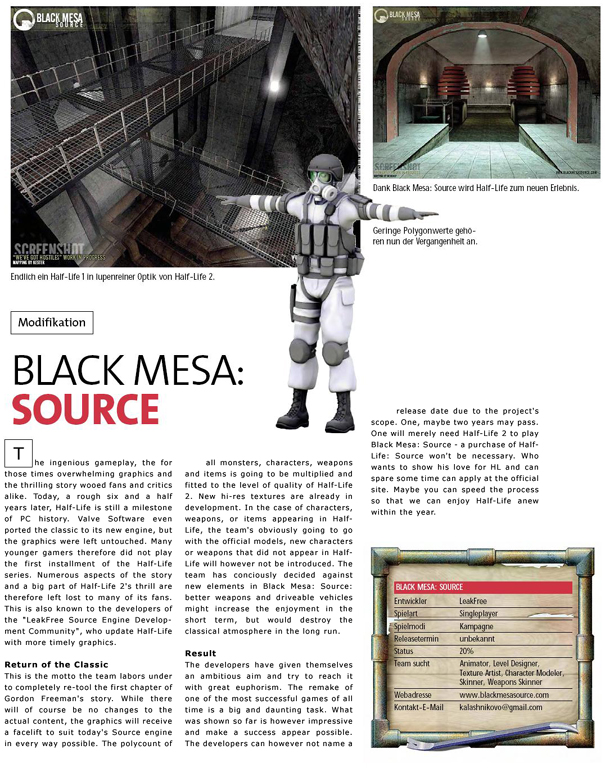 BLACK MESA
SOURCE
SCREENSHOT
"WE'VE GOT HOSTILES" WORK IN PROGRESS
Endlich ein Half-Life 1 in lupenreiner Optik von Half-Life 2.
BLACK MESA
SOURCE
SCREENSHOT
Dank Black Mesa: Source wird Half-Life zum neuen Erlebnis.
Geringe Polygonwerte gehö-
ren nun der Vergangenheit an.
Modifikation
BLACK MESA:
SOURCE
The ingenious gameplay, the for
those times overwhelming graphics and
the thrilling story wooed fans and critics
alike. Today, a rough six and a half
years later, Half-Life is still a milestone
of PC history. Valve Software even
ported the classic to its new engine, but
the graphics were left untouched. Many
younger gamers therefore did not play
the first installment of the Half-Life
series. Numerous aspects of the story
and a big part of Half-Life 2's thrill are
therefore left lost to many of its fans.
This is also known to the developers of
the "LeakFree Source Engine Develop-
ment Community", who update Half-Life
with more timely graphics.
Return of the Classic
This is the motto the team labors under
to completely re-tool the first chapter of
Gordon Freeman's story. While there
will of course be no changes to the
actual content, the graphics will receive
a facelift to suit today's Source engine
in every way possible. The polycount of
all monsters, characters, weapons
and items is going to be multiplied and
fitted to the level of quality of Half-Life
2. New hi-res textures are already in
development. In the case of characters,
weapons, or items appearing in Half-
Life, the team's obviously going to go
with the official models, new characters
or weapons that did not appear in Half-
Life will however not be introduced. The
team has conciously decided against
new elements in Black Mesa: Source:
better weapons and driveable vehicles
might increase the enjoyment in the
short term, but would destroy the
classical atmosphere in the long run.
Result
The developers have given themselves
an ambitious aim and try to reach it
with great euphorism. The remake of
one of the most successful games of all
time is a big and daunting task. What
was shown so far is however impressive
and make a success appear possible.
The developers can however not name a
release date due to the project's
scope. One, maybe two years may pass.
One will merely need Half-Life 2 to play
Black Mesa: Source - a purchase of Half-
Life: Source won't be necessary. Who
wants to show his love for HL and can
spare some time can apply at the official
site. Maybe you can speed the process
so that we can enjoy Half-Life anew
within the year.
BLACK MESA: SOURCE
Entwickler LeakFree
Spielart Singleplayer
Spielmodi Kampagne
Releasetermin unbekannt
Status 20%
Team sucht Animator, Level Designer,
Texture Artist, Charakter Modeler,
Skinner, Weapons Skinner
Webadresse www.blackmesasource.com
Kontakt-E-Mail kalashnikovo@gmail.com